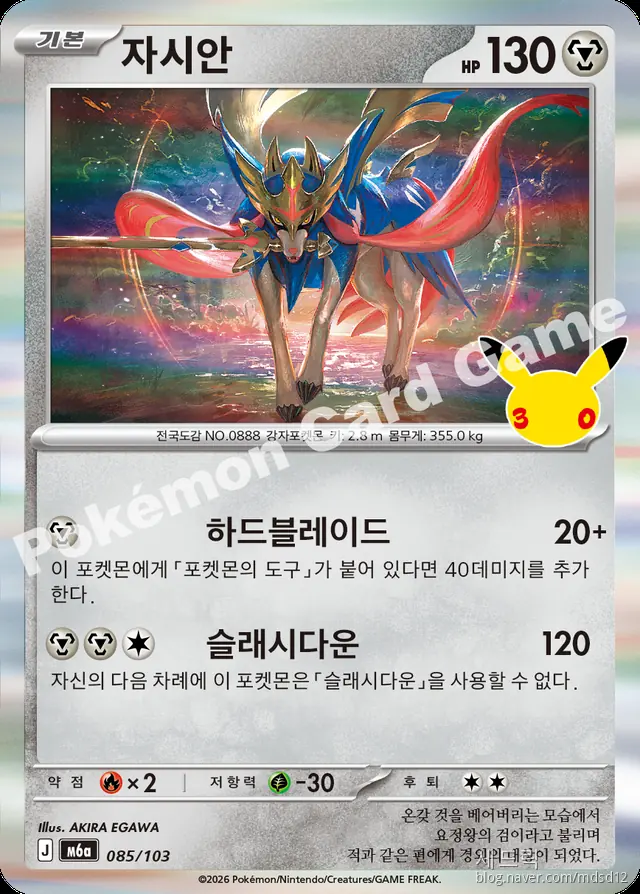 기본 자시안 HP 130
30
전국도감 NO.0888 강자포켓몬 키: 2.8 m 몸무게: 355.0 kg
Pokémon Card Game
하드블레이드 20+
이 포켓몬에게 「포켓몬의 도구」가 붙어 있다면 40데미지를 추가
한다.
슬래시다운 120
자신의 다음 차례에 이 포켓몬은 「슬래시다운」을 사용할 수 없다.
약점 ×2 저항력 -30 후퇴
Illus. AKIRA EGAWA
J M6a 085/103
온갖 것을 베어버리는 모습에서
요정왕의 검이라고 불리며
적과 같은 편에게 경외의 대상이 되었다.
©2026 Pokémon/Nintendo/Creatures/GAME FREAK.
blog.naver.com/mdsd12